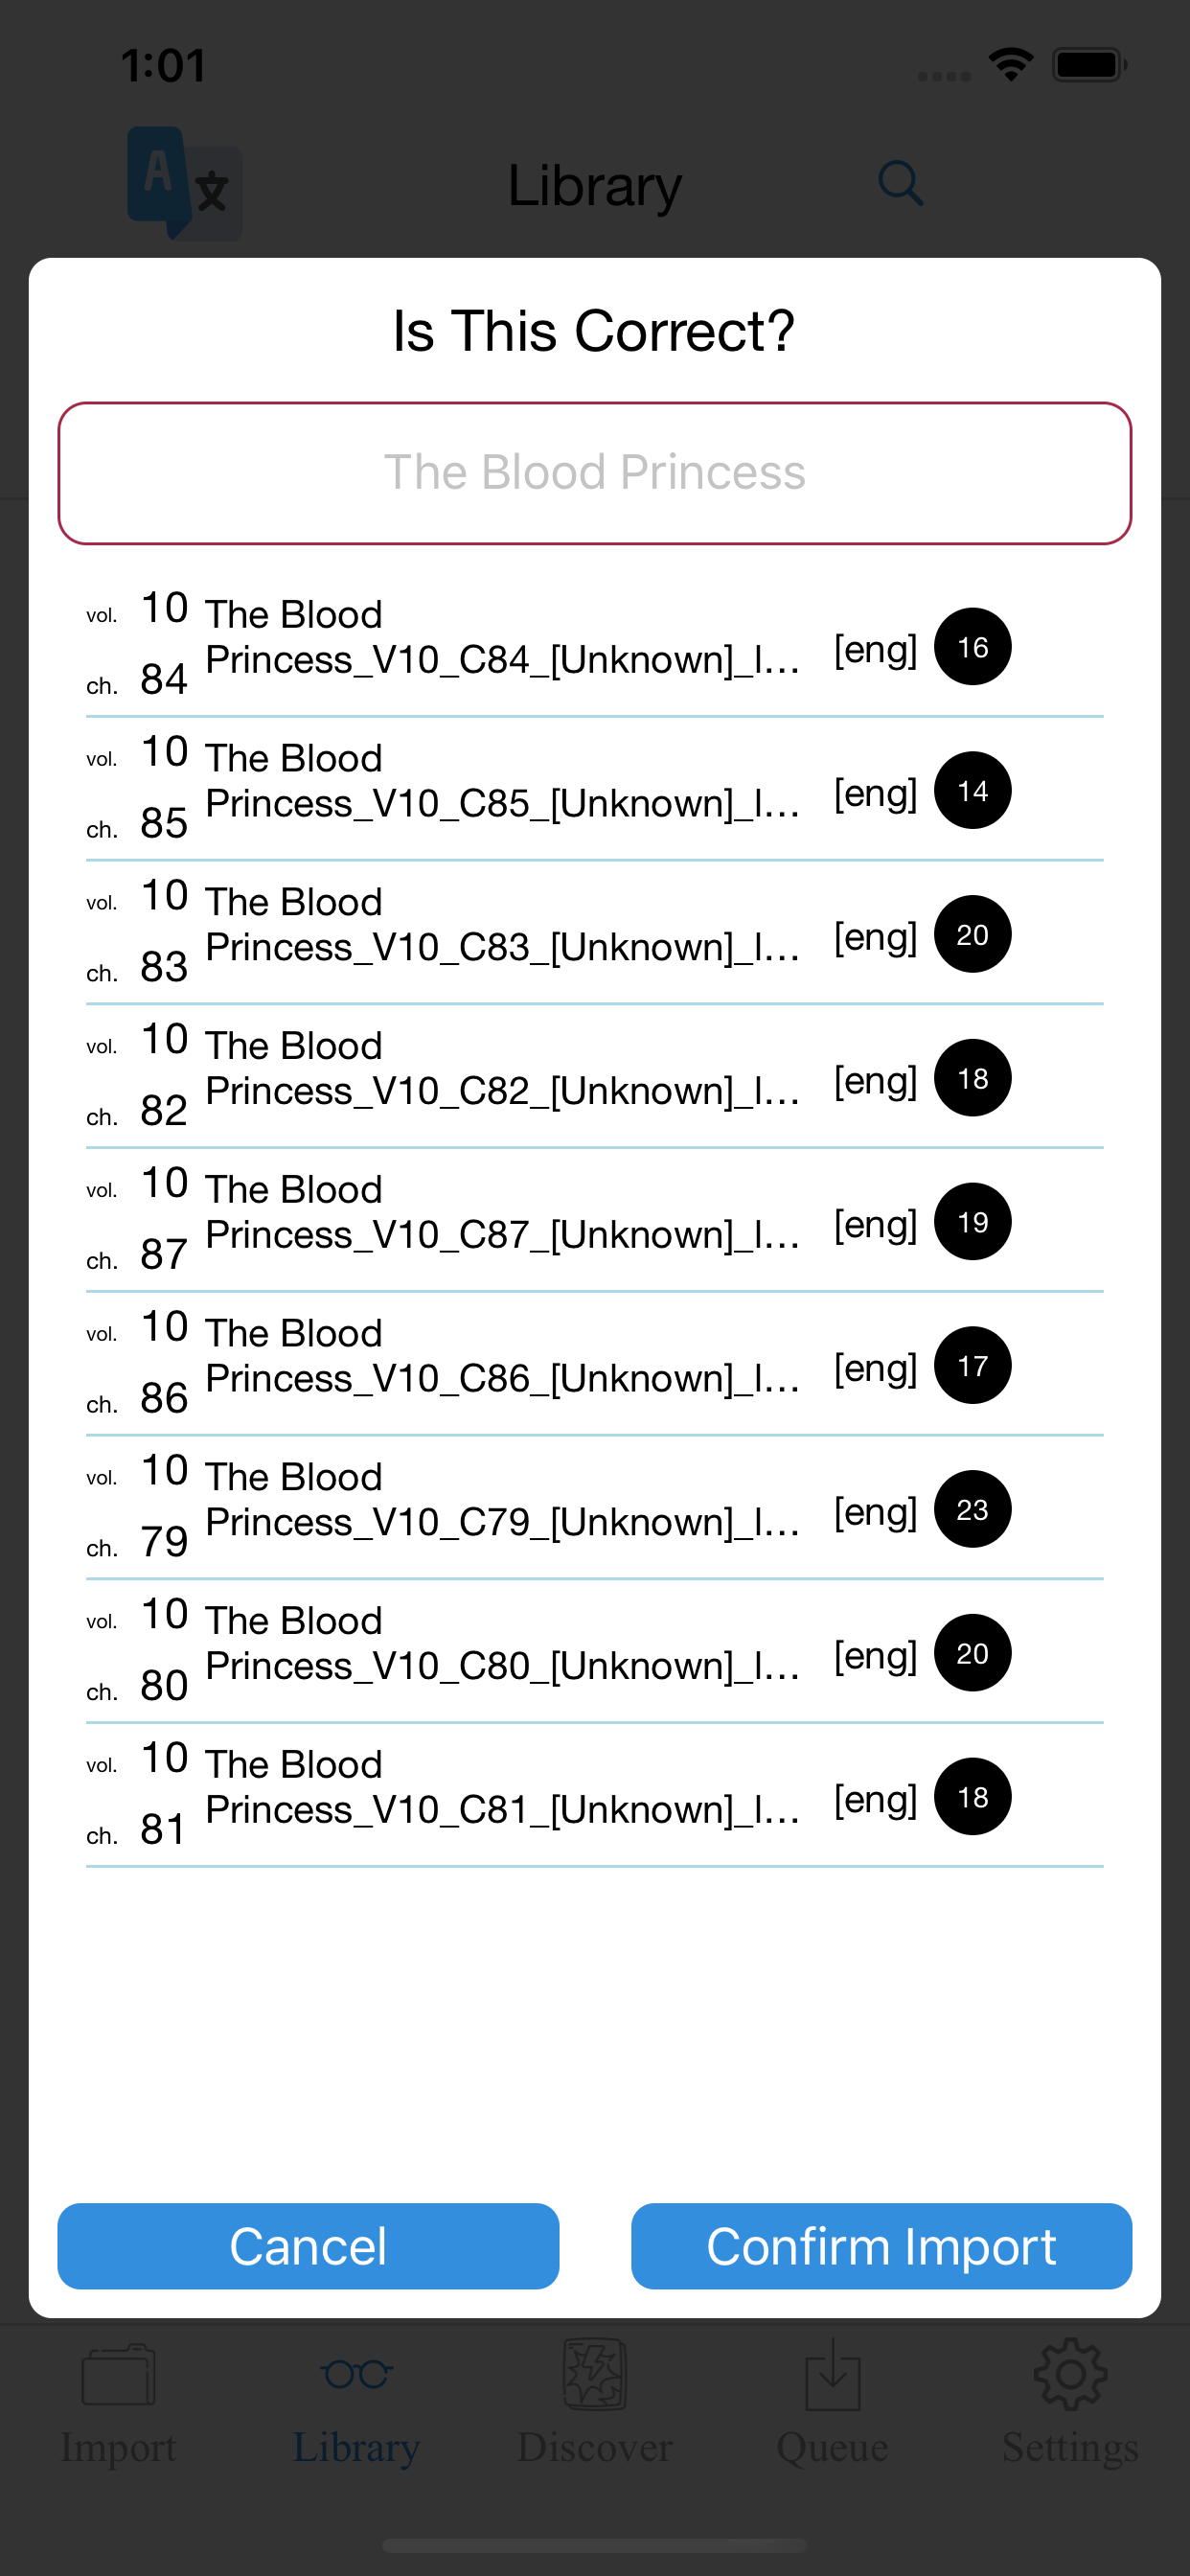 1:01
A 文
Library
Is This Correct?
The Blood Princess
vol. 10 The Blood
Princess_V10_C84_[Unknown]_I... [eng] 16
ch. 84
vol. 10 The Blood
Princess_V10_C85_[Unknown]_I... [eng] 14
ch. 85
vol. 10 The Blood
Princess_V10_C83_[Unknown]_I... [eng] 20
ch. 83
vol. 10 The Blood
Princess_V10_C82_[Unknown]_I... [eng] 18
ch. 82
vol. 10 The Blood
Princess_V10_C87_[Unknown]_I... [eng] 19
ch. 87
vol. 10 The Blood
Princess_V10_C86_[Unknown]_I... [eng] 17
ch. 86
vol. 10 The Blood
Princess_V10_C79_[Unknown]_I... [eng] 23
ch. 79
vol. 10 The Blood
Princess_V10_C80_[Unknown]_I... [eng] 20
ch. 80
vol. 10 The Blood
Princess_V10_C81_[Unknown]_I... [eng] 18
ch. 81
Cancel Confirm Import
Import Library Discover Queue Settings